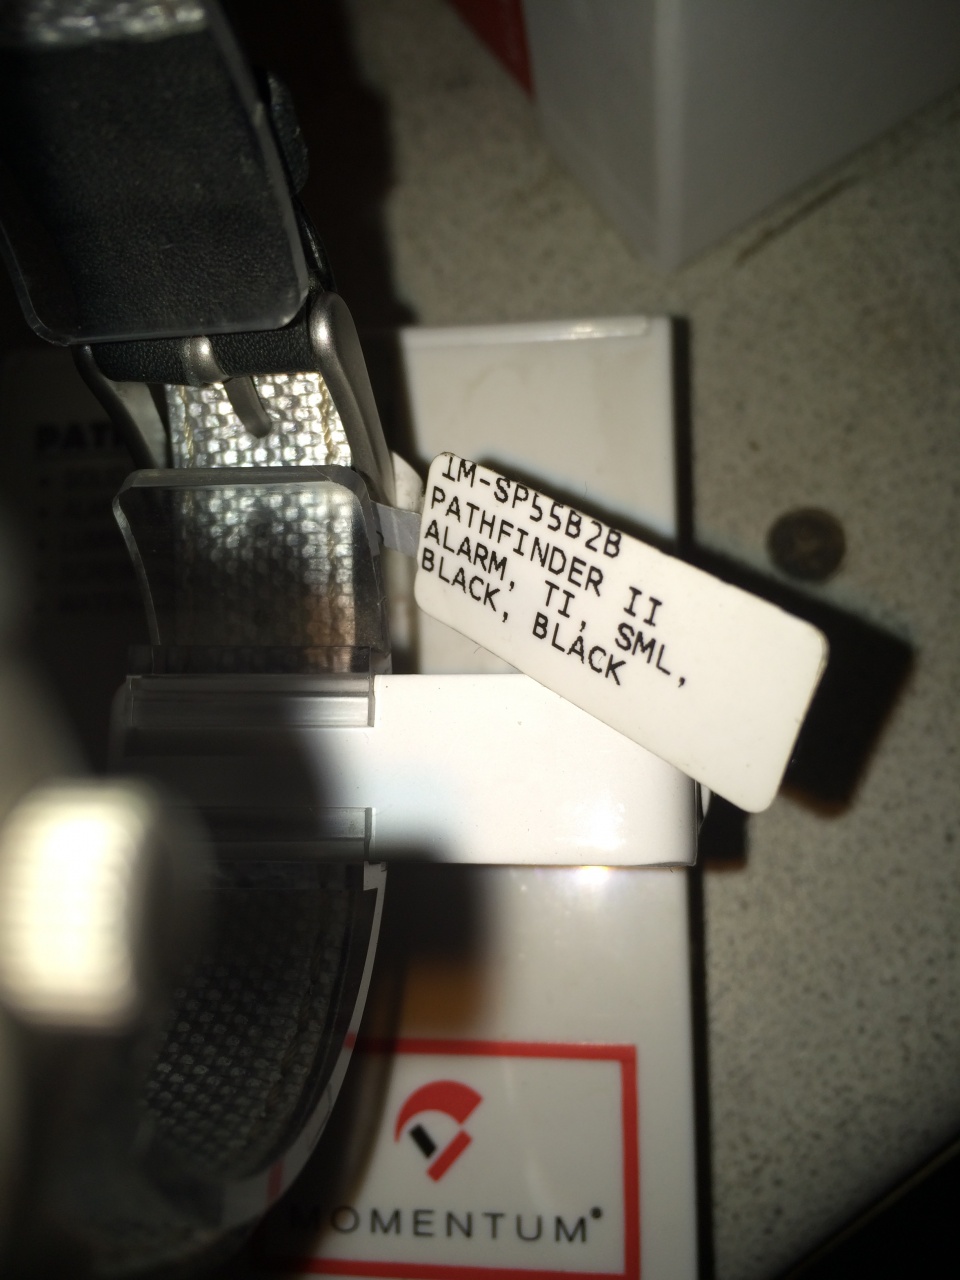 1M-SP55B2B
PATHFINDER II
ALARM, TI, SML,
BLACK, BLACK
MOMENTUM